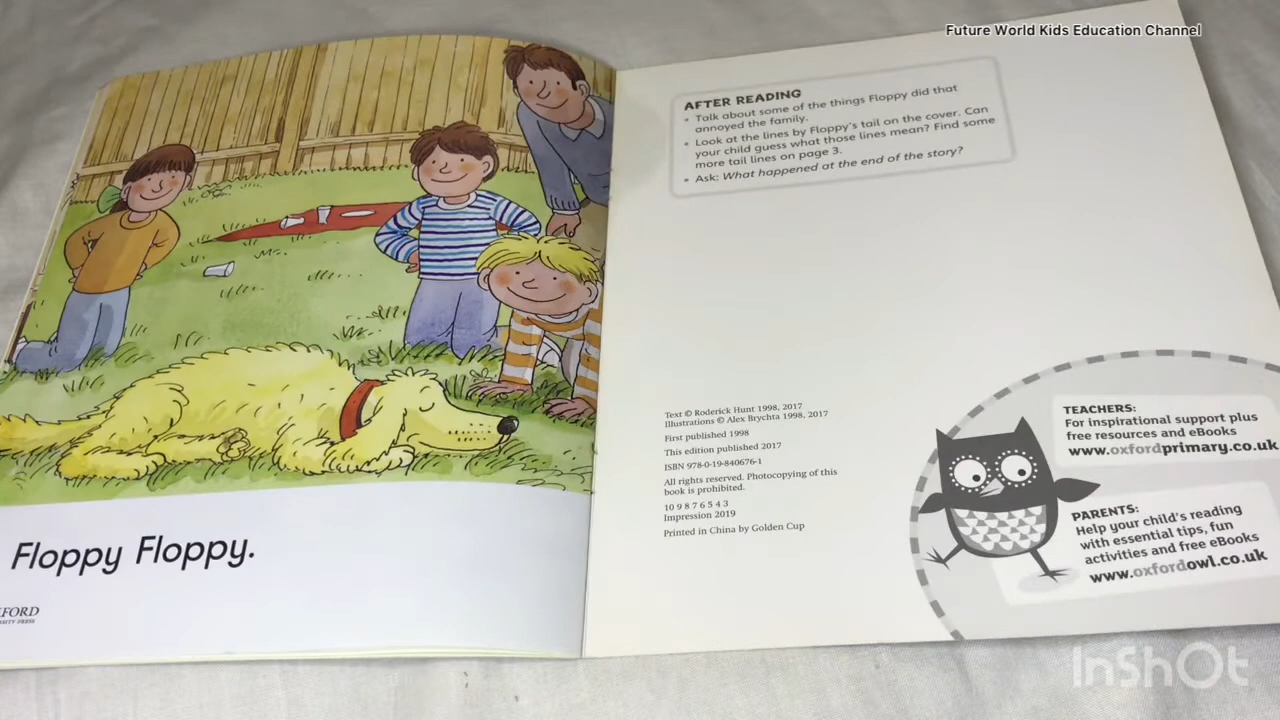 Future World Kids Education Channel
Floppy Floppy.
AFTER READING
• Talk about some of the things Floppy did that
annoyed the family.
• Look at the lines by Floppy's tail on the cover. Can
your child guess what those lines mean? Find some
more tail lines on page 3.
• Ask: What happened at the end of the story?
Text © Roderick Hunt 1998, 2017
Illustrations © Alex Brychta 1998, 2017
First published 1998
This edition published 2017
ISBN 978-0-19-840676-1
All rights reserved. Photocopying of this
book is prohibited.
10 9 8 7 6 5 4 3
Impression 2019
Printed in China by Golden Cup
TEACHERS:
For inspirational support plus
free resources and eBooks
www.oxfordprimary.co.uk
PARENTS:
Help your child's reading
with essential tips, fun
activities and free eBooks
www.oxfordowl.co.uk
InShOt